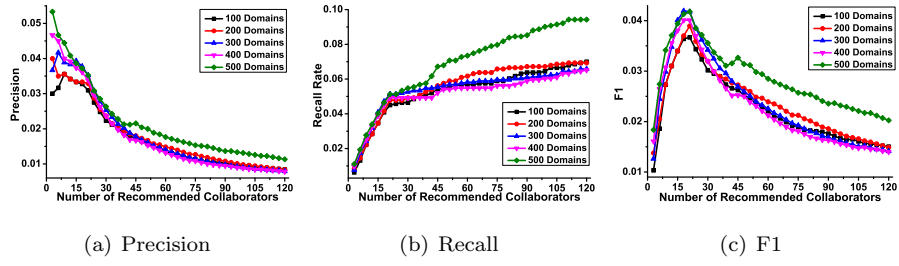 0.05
0.04
0.03
0.02
0.01
Precision
100 Domains
200 Domains
300 Domains
400 Domains
500 Domains
0 15 30 45 60 75 90 105 120
Number of Recommended Collaborators
(a) Precision
0.10
0.08
0.06
0.04
0.02
0.00
Recall Rate
100 Domains
200 Domains
300 Domains
400 Domains
500 Domains
0 15 30 45 60 75 90 105 120
Number of Recommended Collaborators
(b) Recall
0.04
0.03
0.02
0.01
F1
100 Domains
200 Domains
300 Domains
400 Domains
500 Domains
0 15 30 45 60 75 90 105 120
Number of Recommended Collaborators
(c) F1